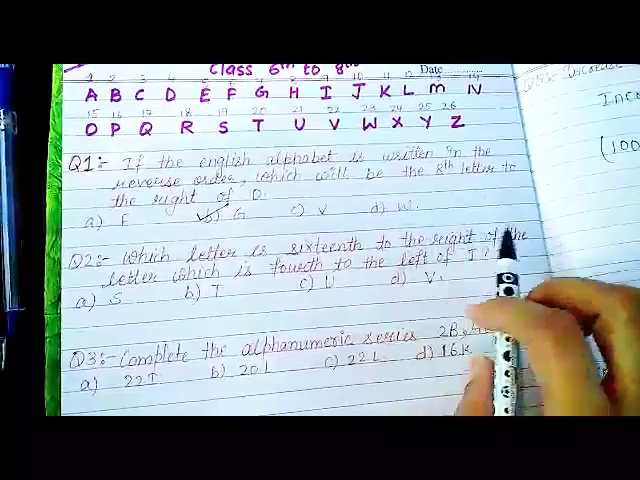 Class 6th to 8th
Date
1 2 3 4 5 6 7 8 9 10 11 12 13 14
A B C D E F G H I J K L M N
15 16 17 18 19 20 21 22 23 24 25 26
O P Q R S T U V W X Y Z
Q1:- If the english alphabet is written in the
reverse order, which will be the 8th letter to
the right of O.
a) F b) G c) V d) W.
Q2:- Which letter is sixteenth to the right of the
letter which is fourth to the left of I?
a) S b) T c) U d) V.
Q3:- Complete the alphanumeric series 2B,
a) 22T b) 20L c) 22L d) 16K
Q5:-
(100